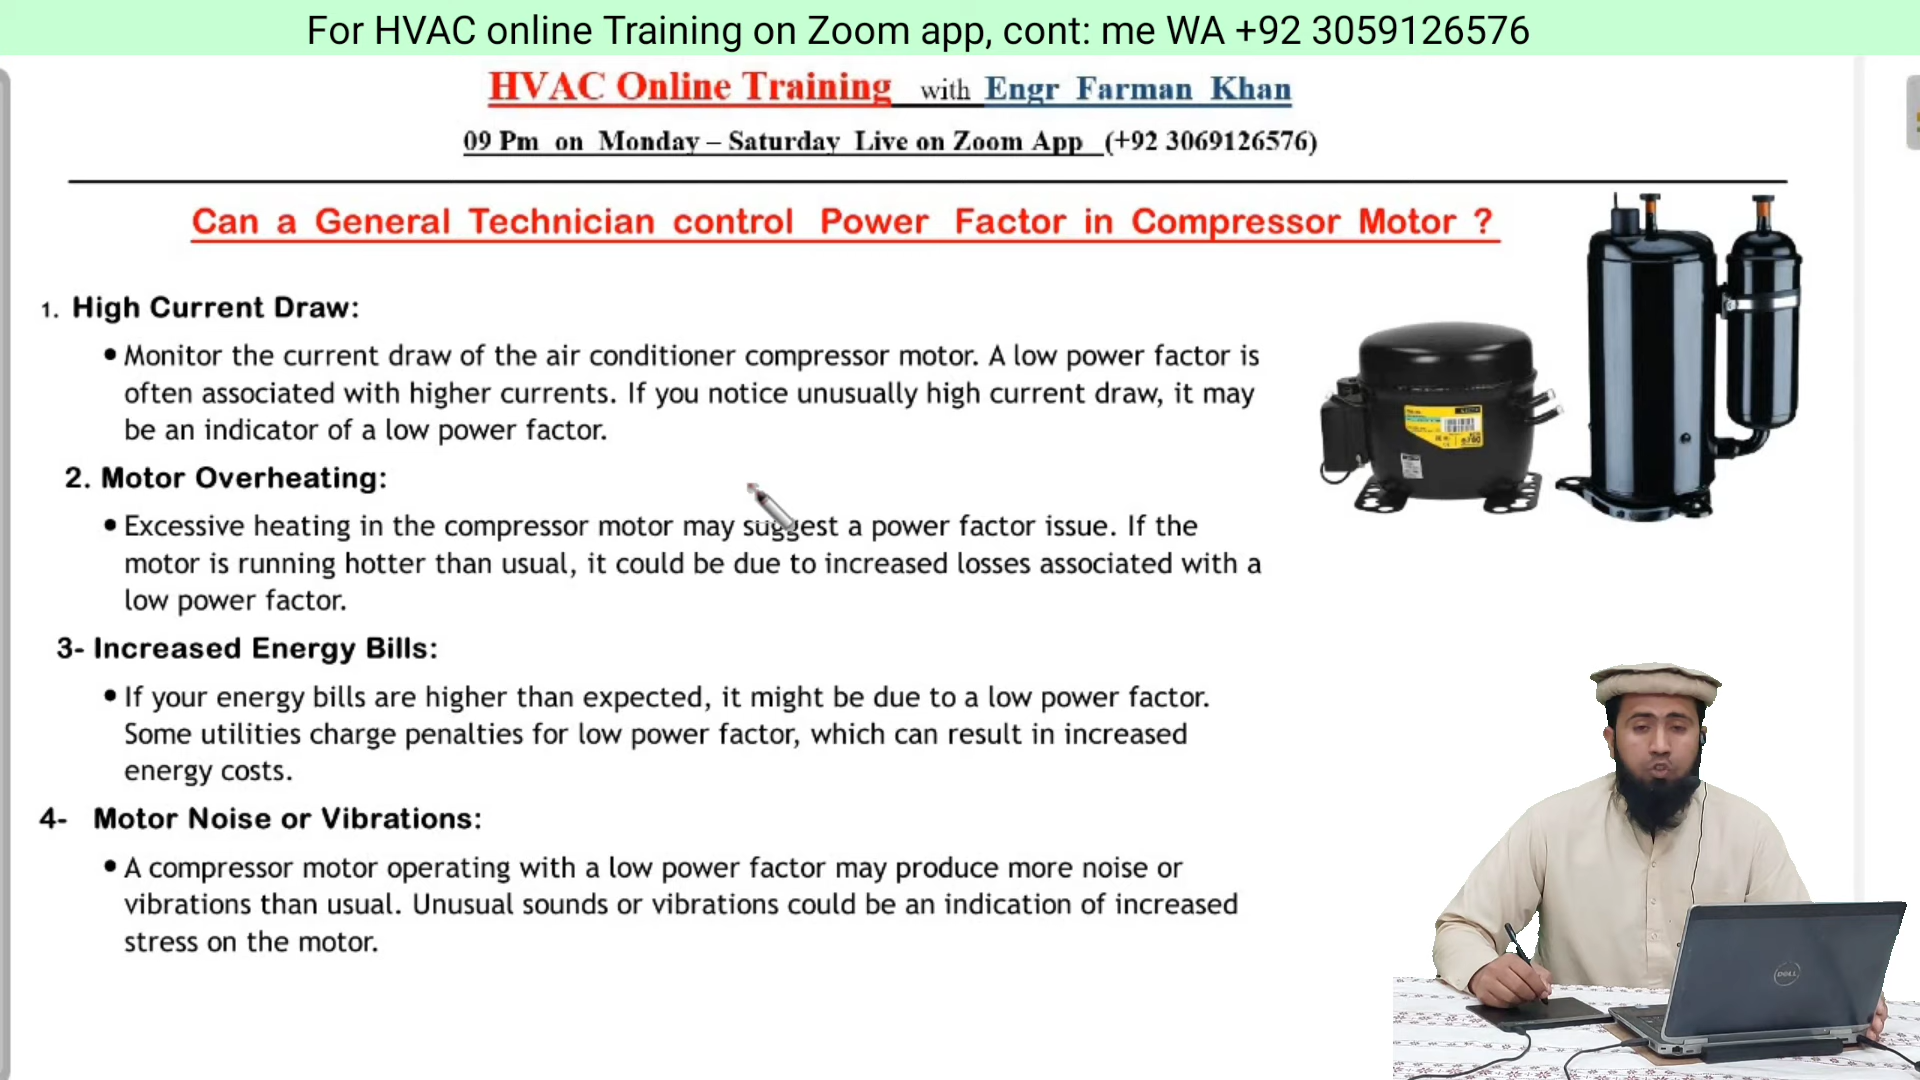 For HVAC online Training on Zoom app, cont: me WA +92 3059126576
HVAC Online Training with Engr Farman Khan
09 Pm on Monday – Saturday Live on Zoom App (+92 3069126576)
Can a General Technician control Power Factor in Compressor Motor ?
1. High Current Draw:
• Monitor the current draw of the air conditioner compressor motor. A low power factor is
often associated with higher currents. If you notice unusually high current draw, it may
be an indicator of a low power factor.
2. Motor Overheating:
• Excessive heating in the compressor motor may suggest a power factor issue. If the
motor is running hotter than usual, it could be due to increased losses associated with a
low power factor.
3- Increased Energy Bills:
• If your energy bills are higher than expected, it might be due to a low power factor.
Some utilities charge penalties for low power factor, which can result in increased
energy costs.
4- Motor Noise or Vibrations:
• A compressor motor operating with a low power factor may produce more noise or
vibrations than usual. Unusual sounds or vibrations could be an indication of increased
stress on the motor.
DELL